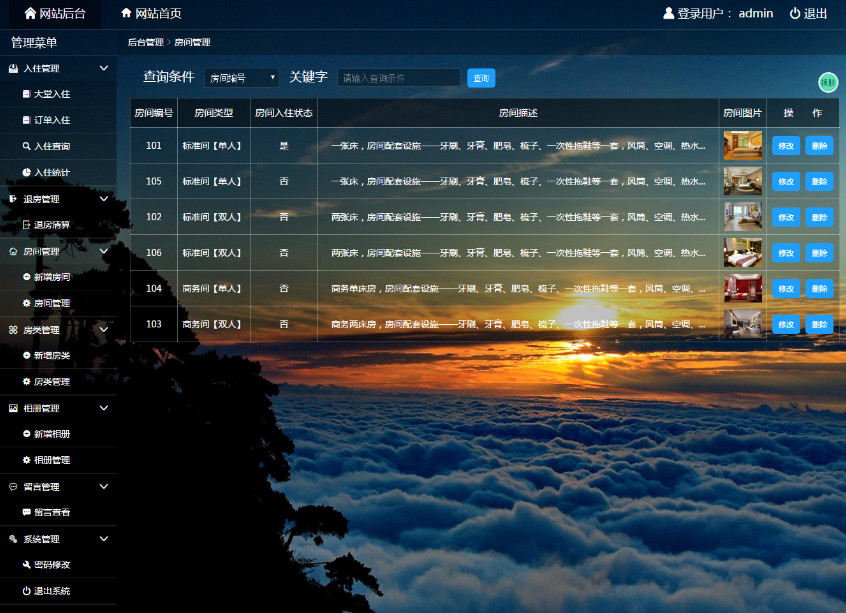 网站后台 网站首页 登录用户： admin 退出
管理菜单 后台管理 > 房间管理
入住管理
大堂入住
订单入住
入住查询
入住统计
退房管理
退房清算
房间管理
新增房间
房间管理
房类管理
新增房类
房类管理
相册管理
新增相册
相册管理
留言管理
留言查看
系统管理
密码修改
退出系统
查询条件 房间编号 关键字 请输入查询条件 查询
换肤
房间编号 房间类型 房间入住状态 房间描述 房间图片 操 作
101 标准间【单人】 是 一张床，房间配套设施——牙刷、牙膏、肥皂、梳子、一次性拖鞋等一套，风筒、空调、热水... 修改 删除
105 标准间【单人】 否 一张床，房间配套设施——牙刷、牙膏、肥皂、梳子、一次性拖鞋等一套，风筒、空调、热水... 修改 删除
102 标准间【双人】 否 两张床，房间配套设施——牙刷、牙膏、肥皂、梳子、一次性拖鞋等一套，风筒、空调、热水... 修改 删除
106 标准间【双人】 否 两张床，房间配套设施——牙刷、牙膏、肥皂、梳子、一次性拖鞋等一套，风筒、空调、热水... 修改 删除
104 商务间【单人】 否 商务单床房，房间配套设施——牙刷、牙膏、肥皂、梳子、一次性拖鞋等一套，风筒、空调、... 修改 删除
103 商务间【双人】 否 商务两床房，房间配套设施——牙刷、牙膏、肥皂、梳子、一次性拖鞋等一套，风筒、空调、... 修改 删除